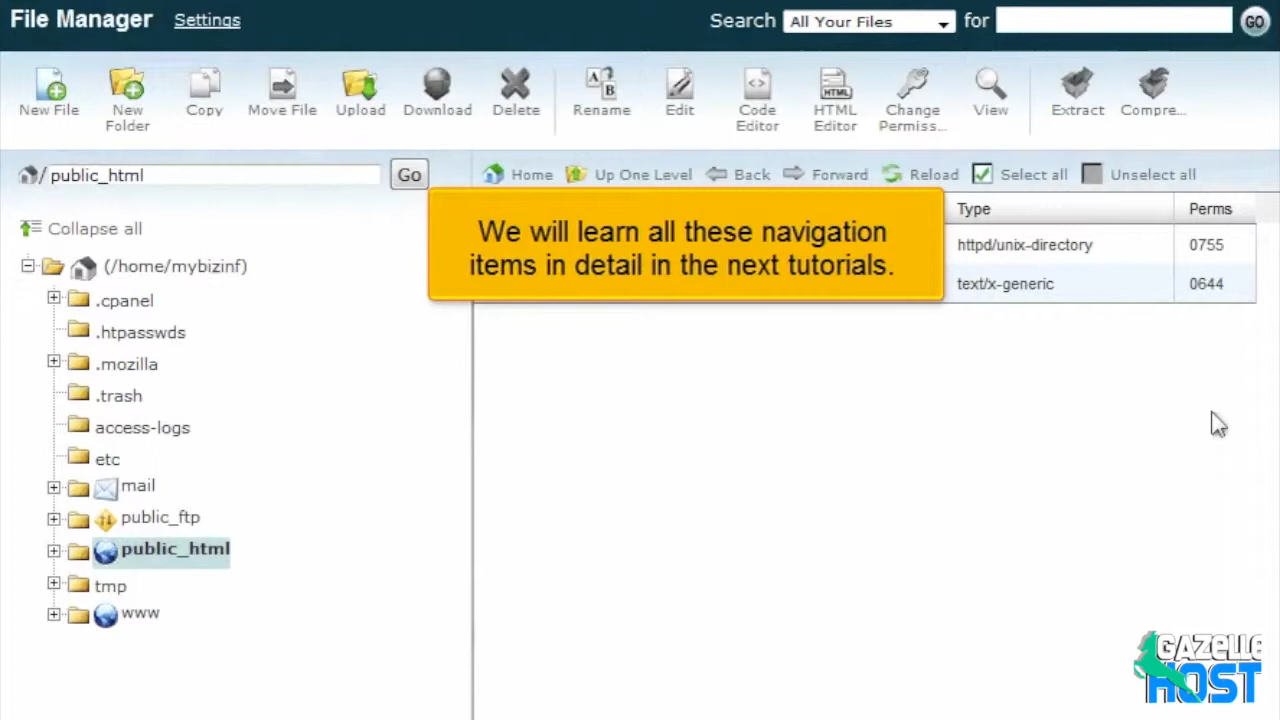 File Manager Settings Search All Your Files for GO
New File New Folder Copy Move File Upload Download Delete Rename Edit Code Editor HTML Editor Change Permiss... View Extract Compre...
/ public_html Go Home Up One Level Back Forward Reload Select all Unselect all
We will learn all these navigation
items in detail in the next tutorials.
Type Perms
httpd/unix-directory 0755
text/x-generic 0644
Collapse all
(/home/mybizinf)
.cpanel
.htpasswds
.mozilla
.trash
access-logs
etc
mail
public_ftp
public_html
tmp
www
GAZELLE
HOST